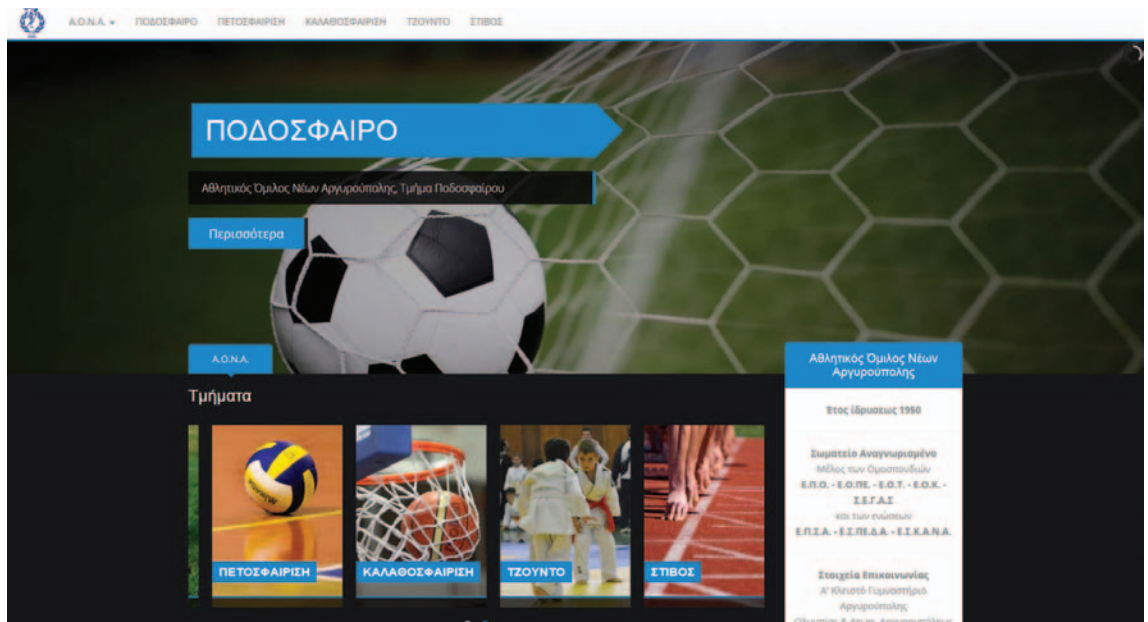 Α.Ο.Ν.Α.
ΠΟΔΟΣΦΑΙΡΟ
ΠΕΤΟΣΦΑΙΡΙΣΗ
ΚΑΛΑΘΟΣΦΑΙΡΙΣΗ
ΤΖΟΥΝΤΟ
ΣΤΙΒΟΣ
ΠΟΔΟΣΦΑΙΡΟ
Αθλητικός Όμιλος Νέων Αργυρούπολης, Τμήμα Ποδοσφαίρου
Περισσότερα
Α.Ο.Ν.Α.
Τμήματα
ΠΕΤΟΣΦΑΙΡΙΣΗ
ΚΑΛΑΘΟΣΦΑΙΡΙΣΗ
ΤΖΟΥΝΤΟ
ΣΤΙΒΟΣ
Αθλητικός Όμιλος Νέων
Αργυρούπολης
Έτος ίδρυσεως 1950
Σωματείο Αναγνωρισμένο
Μέλος των Ομοσπονδιών
Ε.Π.Ο. - Ε.Ο.ΠΕ. - Ε.Ο.Τ. - Ε.Ο.Κ. -
Σ.Ε.Γ.Α.Σ
και των ενώσεων
Ε.Π.Σ.Α. - Ε.Σ.ΠΕ.Δ.Α. - Ε.Σ.Κ.Α.Ν.Α.
Στοιχεία Επικοινωνίας
Α' Κλειστό Γυμναστήριο
Αργυρούπολης